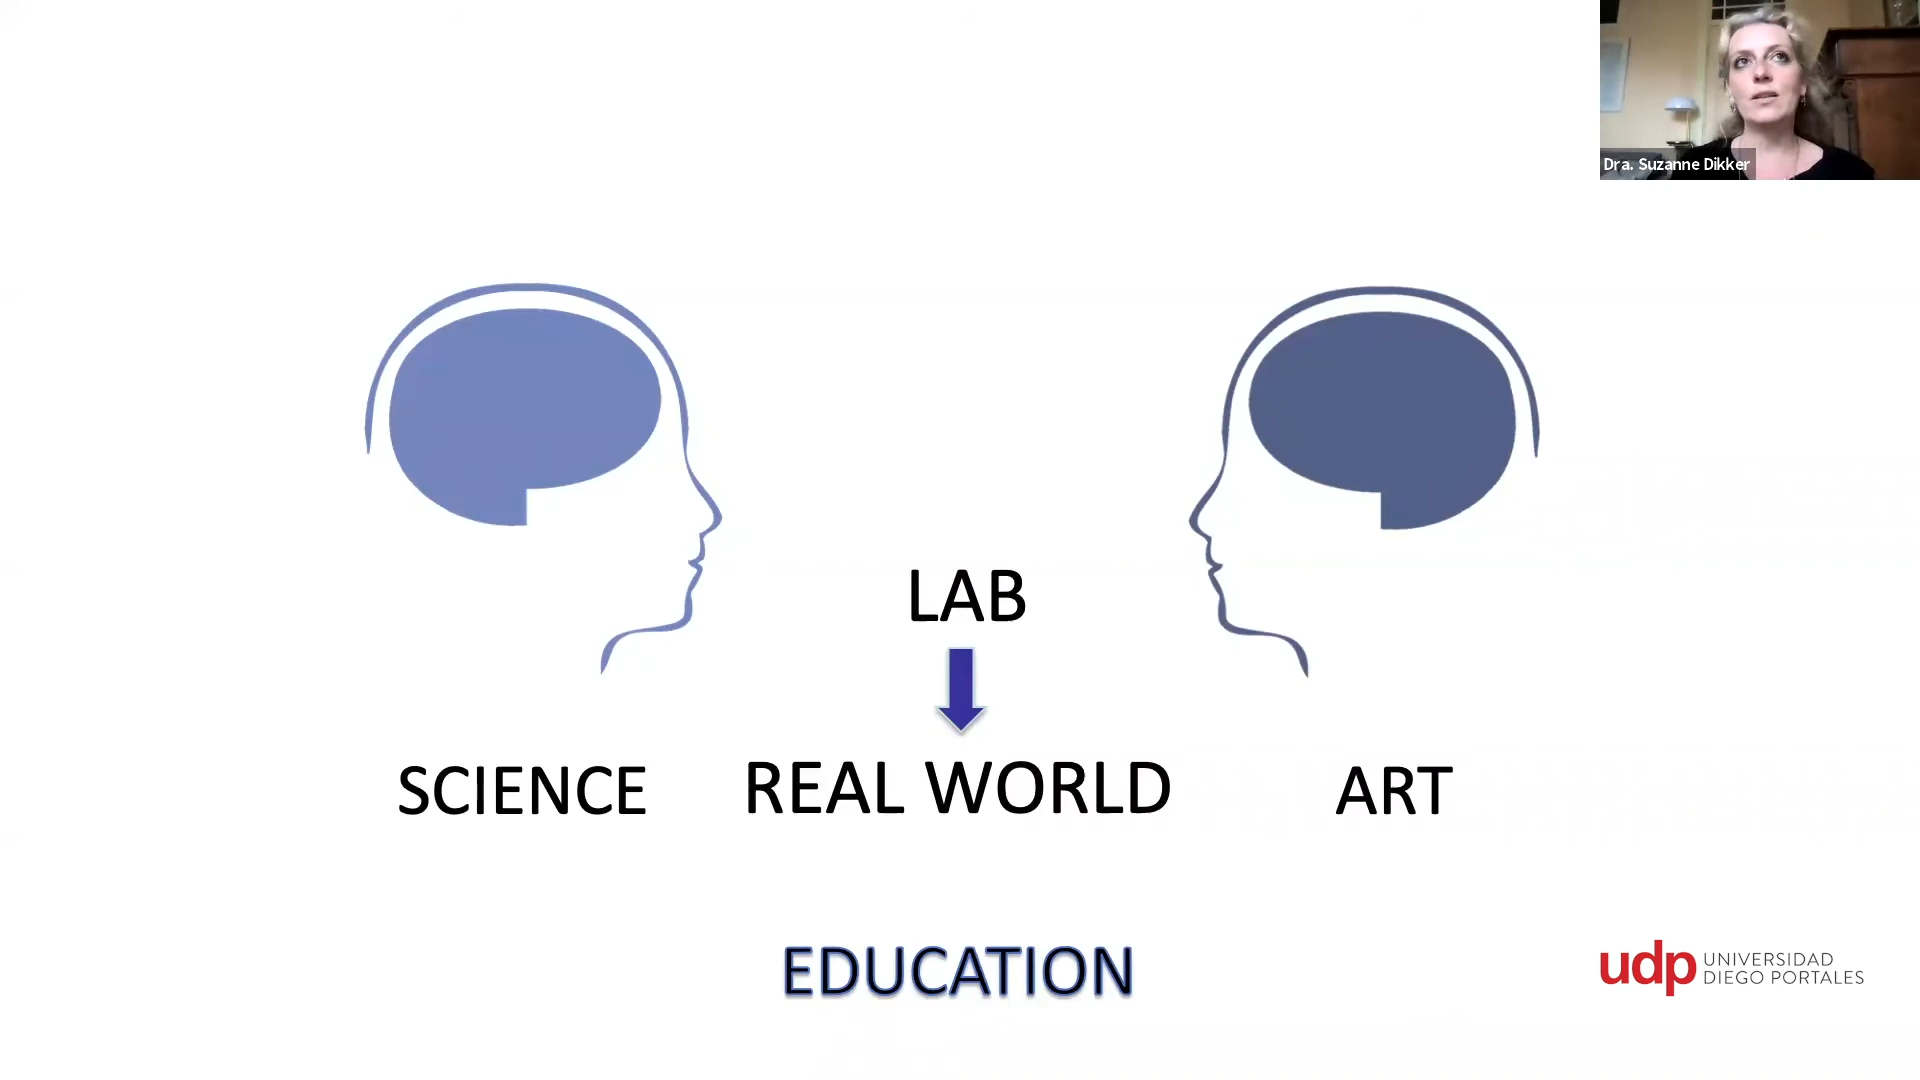 Dra. Suzanne Dikker
LAB
SCIENCE
REAL WORLD
ART
EDUCATION
udp UNIVERSIDAD
DIEGO PORTALES